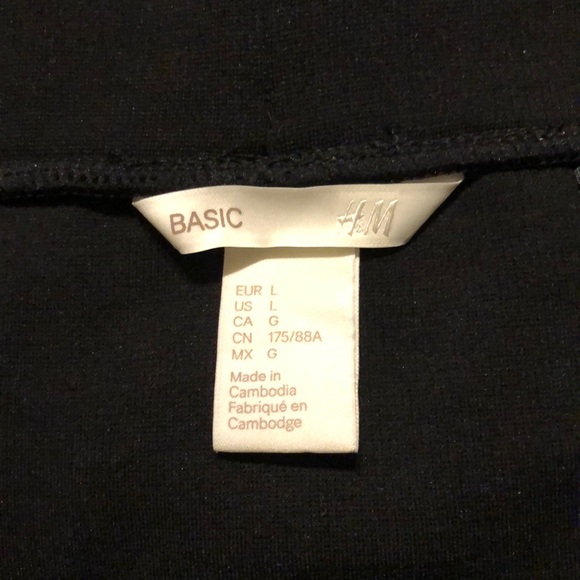 BASIC H&M
EUR L
US L
CA G
CN 175/88A
MX G
Made in
Cambodia
Fabriqué en
Cambodge